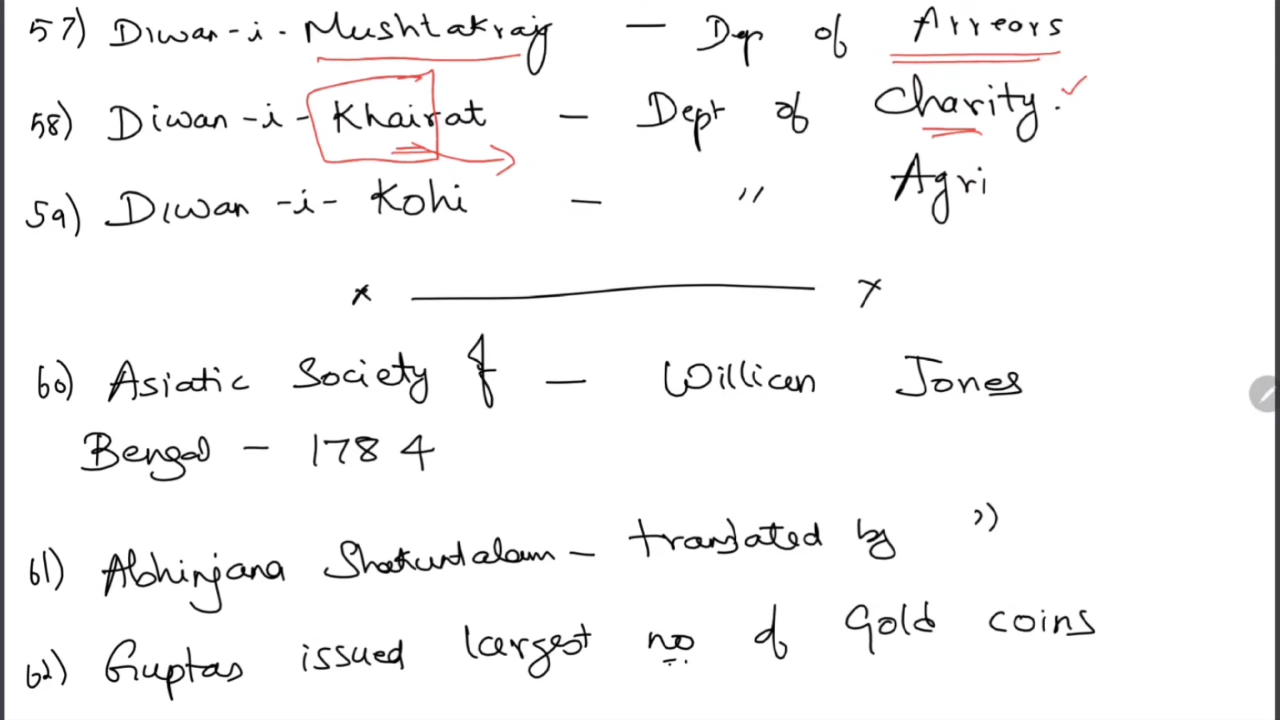 57) Diwan-i-Mushtakraj - Dep of Arrears
58) Diwan-i-Khairat - Dept of Charity.
59) Diwan-i-Kohi - " Agri
60) Asiatic Society of - William Jones
Bengal - 1784
61) Abhinjana Shakuntalam - translated by "
62) Guptas issued largest no of Gold coins